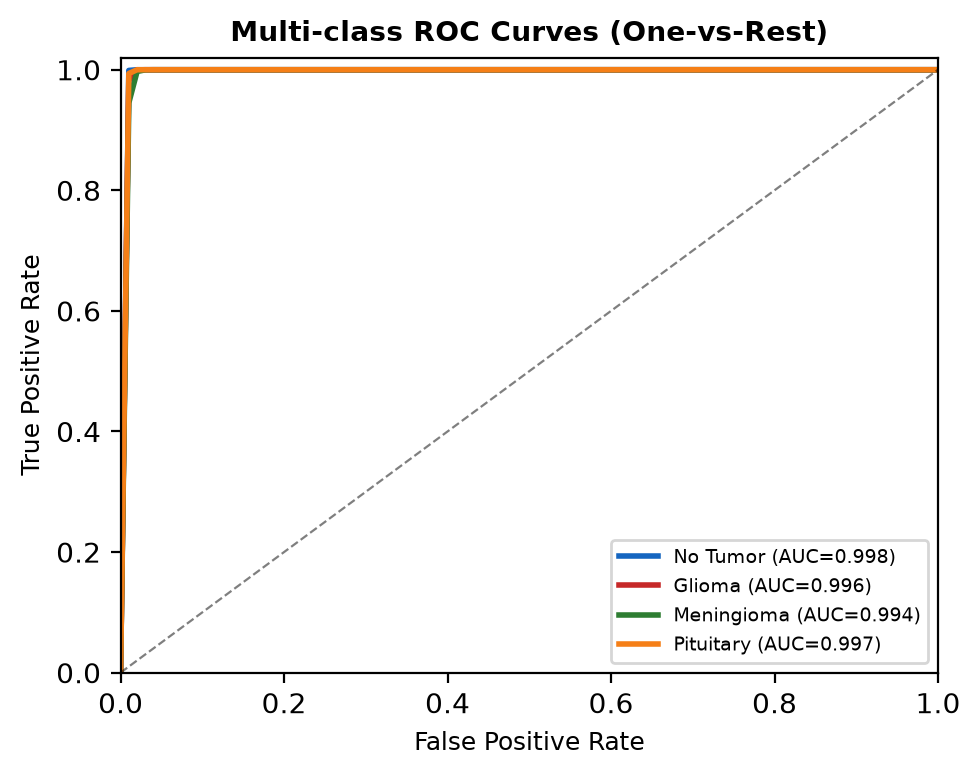 Multi-class ROC Curves (One-vs-Rest)
True Positive Rate
1.0
0.8
0.6
0.4
0.2
0.0
0.0 0.2 0.4 0.6 0.8 1.0
False Positive Rate
No Tumor (AUC=0.998)
Glioma (AUC=0.996)
Meningioma (AUC=0.994)
Pituitary (AUC=0.997)